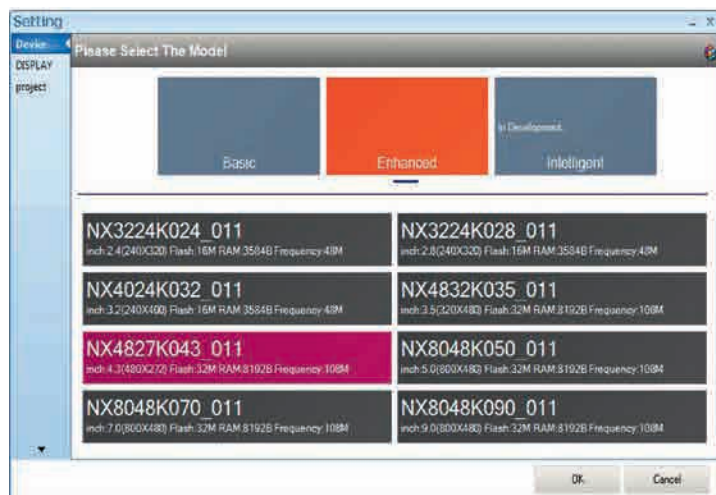 Setting
Device
DISPLAY
project
Please Select The Model
Basic
Enhanced
In Development.
Intelligent
NX3224K024_011
inch:2.4(240X320) Flash:16M RAM:3584B Frequency:48M
NX3224K028_011
inch:2.8(240X320) Flash:16M RAM:3584B Frequency:48M
NX4024K032_011
inch:3.2(240X400) Flash:16M RAM:3584B Frequency:48M
NX4832K035_011
inch:3.5(320X480) Flash:32M RAM:8192B Frequency:108M
NX4827K043_011
inch:4.3(480X272) Flash:32M RAM:8192B Frequency:108M
NX8048K050_011
inch:5.0(800X480) Flash:32M RAM:8192B Frequency:108M
NX8048K070_011
inch:7.0(800X480) Flash:32M RAM:8192B Frequency:108M
NX8048K090_011
inch:9.0(800X480) Flash:32M RAM:8192B Frequency:108M
OK
Cancel